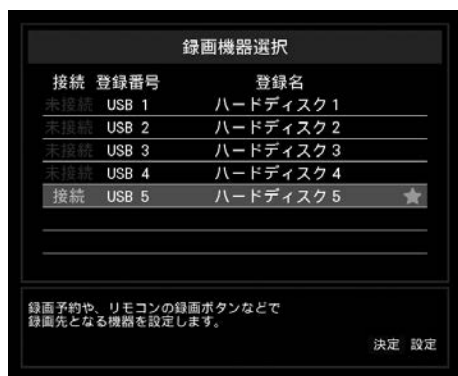 録画機器選択
接続 登録番号 登録名
未接続 USB 1 ハードディスク1
未接続 USB 2 ハードディスク2
未接続 USB 3 ハードディスク3
未接続 USB 4 ハードディスク4
接続 USB 5 ハードディスク5 ★
録画予約や、リモコンの録画ボタンなどで
録画先となる機器を設定します。
決定 設定